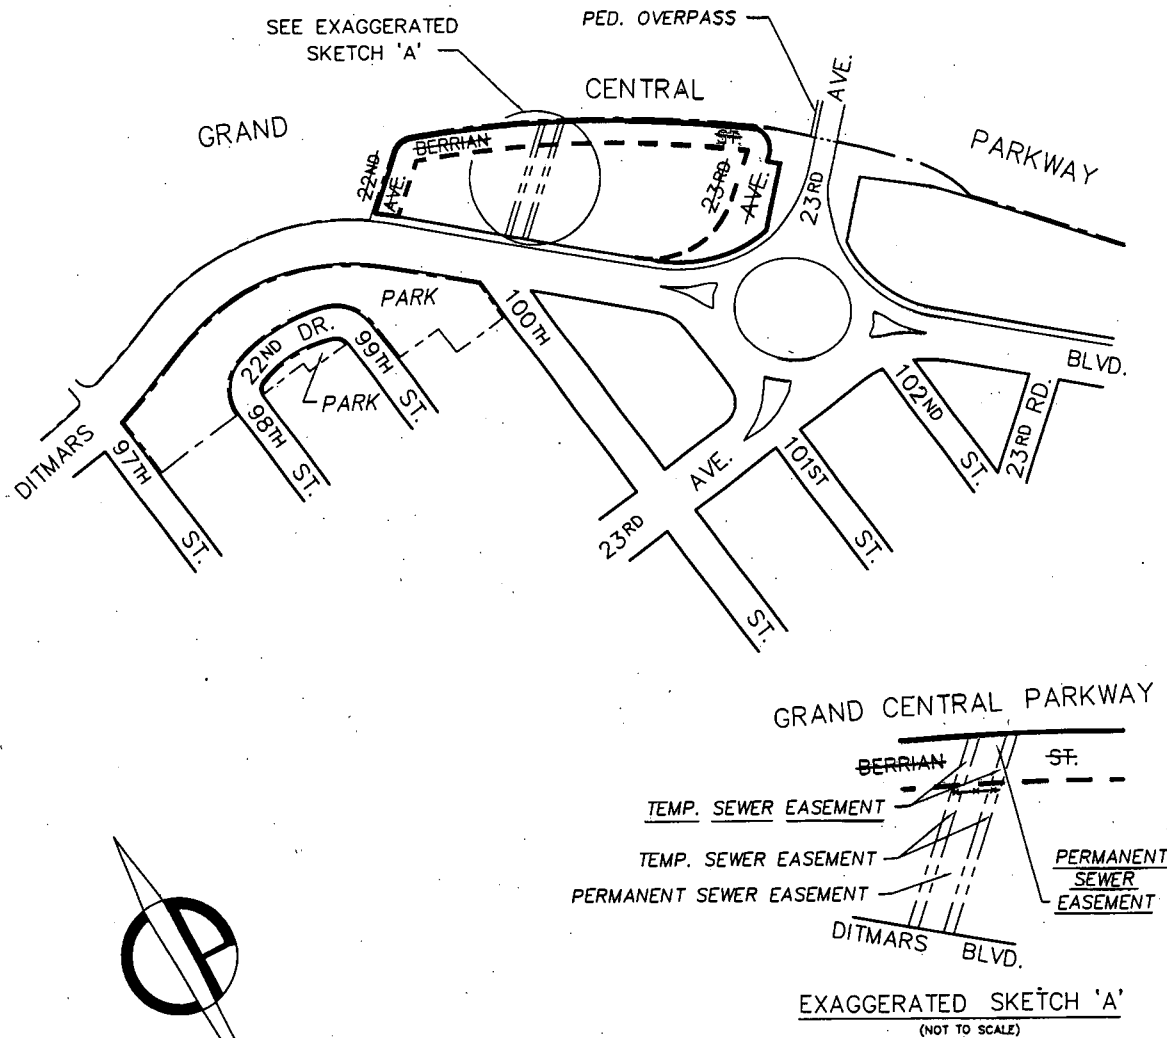 SEE EXAGGERATED
SKETCH 'A'
PED. OVERPASS
GRAND
CENTRAL
PARKWAY
AVE.
23RD
BERRIAN
ST.
22ND
AVE.
23RD
AVE.
PARK
100TH
22ND DR.
99TH
ST.
PARK
98TH
ST.
DITMARS
97TH
ST.
BLVD.
102ND
ST.
23RD RD.
AVE.
101ST
ST.
23RD
ST.
GRAND CENTRAL PARKWAY
BERRIAN
ST.
TEMP. SEWER EASEMENT
TEMP. SEWER EASEMENT
PERMANENT SEWER EASEMENT
PERMANENT
SEWER
EASEMENT
DITMARS
BLVD.
EXAGGERATED SKETCH 'A'
(NOT TO SCALE)